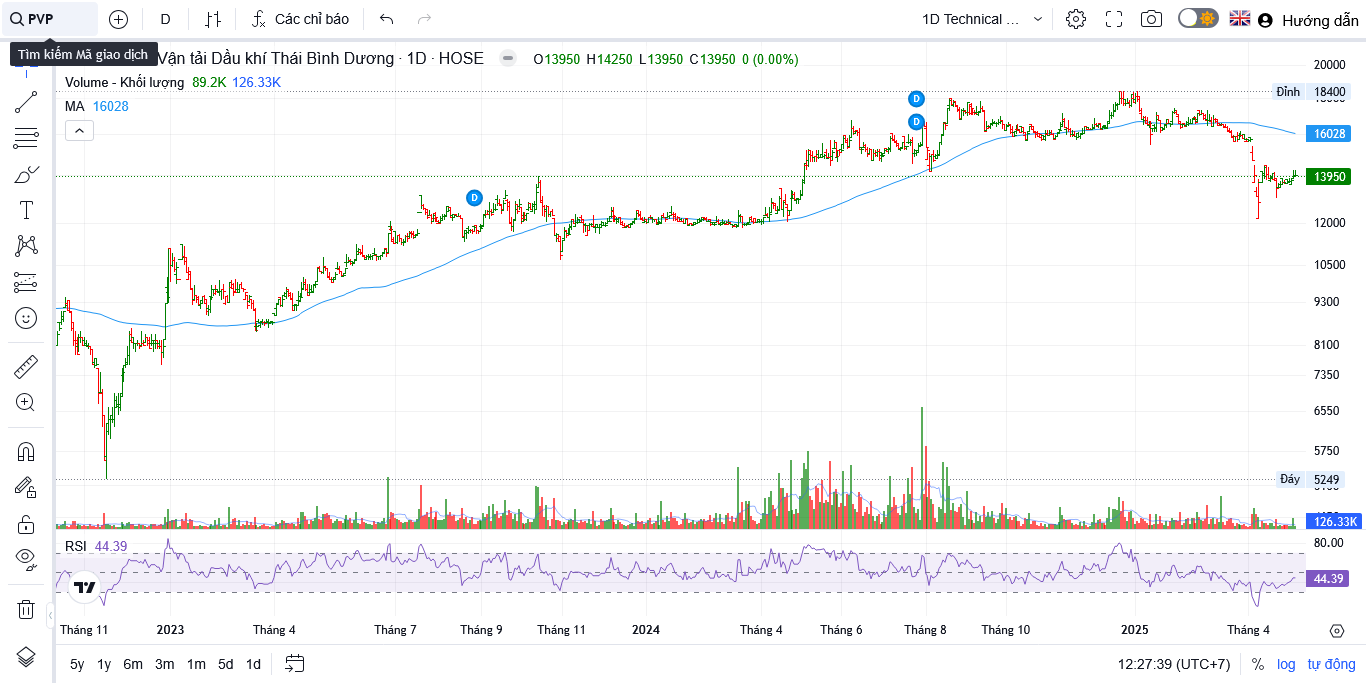 PVP
D
Các chỉ báo
1D Technical ...
Hướng dẫn
Tìm kiếm Mã giao dịch
Vận tải Dầu khí Thái Bình Dương · 1D · HOSE
O13950 H14250 L13950 C13950 0 (0.00%)
Volume - Khối lượng 89.2K 126.33K
MA 16028
D
D
D
20000
Đỉnh 18400
16028
13950
12000
10500
9300
8100
7350
6550
5750
Đáy 5249
126.33K
RSI 44.39
80.00
44.39
Tháng 11 2023 Tháng 4 Tháng 7 Tháng 9 Tháng 11 2024 Tháng 4 Tháng 6 Tháng 8 Tháng 10 2025 Tháng 4
5y 1y 6m 3m 1m 5d 1d
12:27:39 (UTC+7) % log tự động